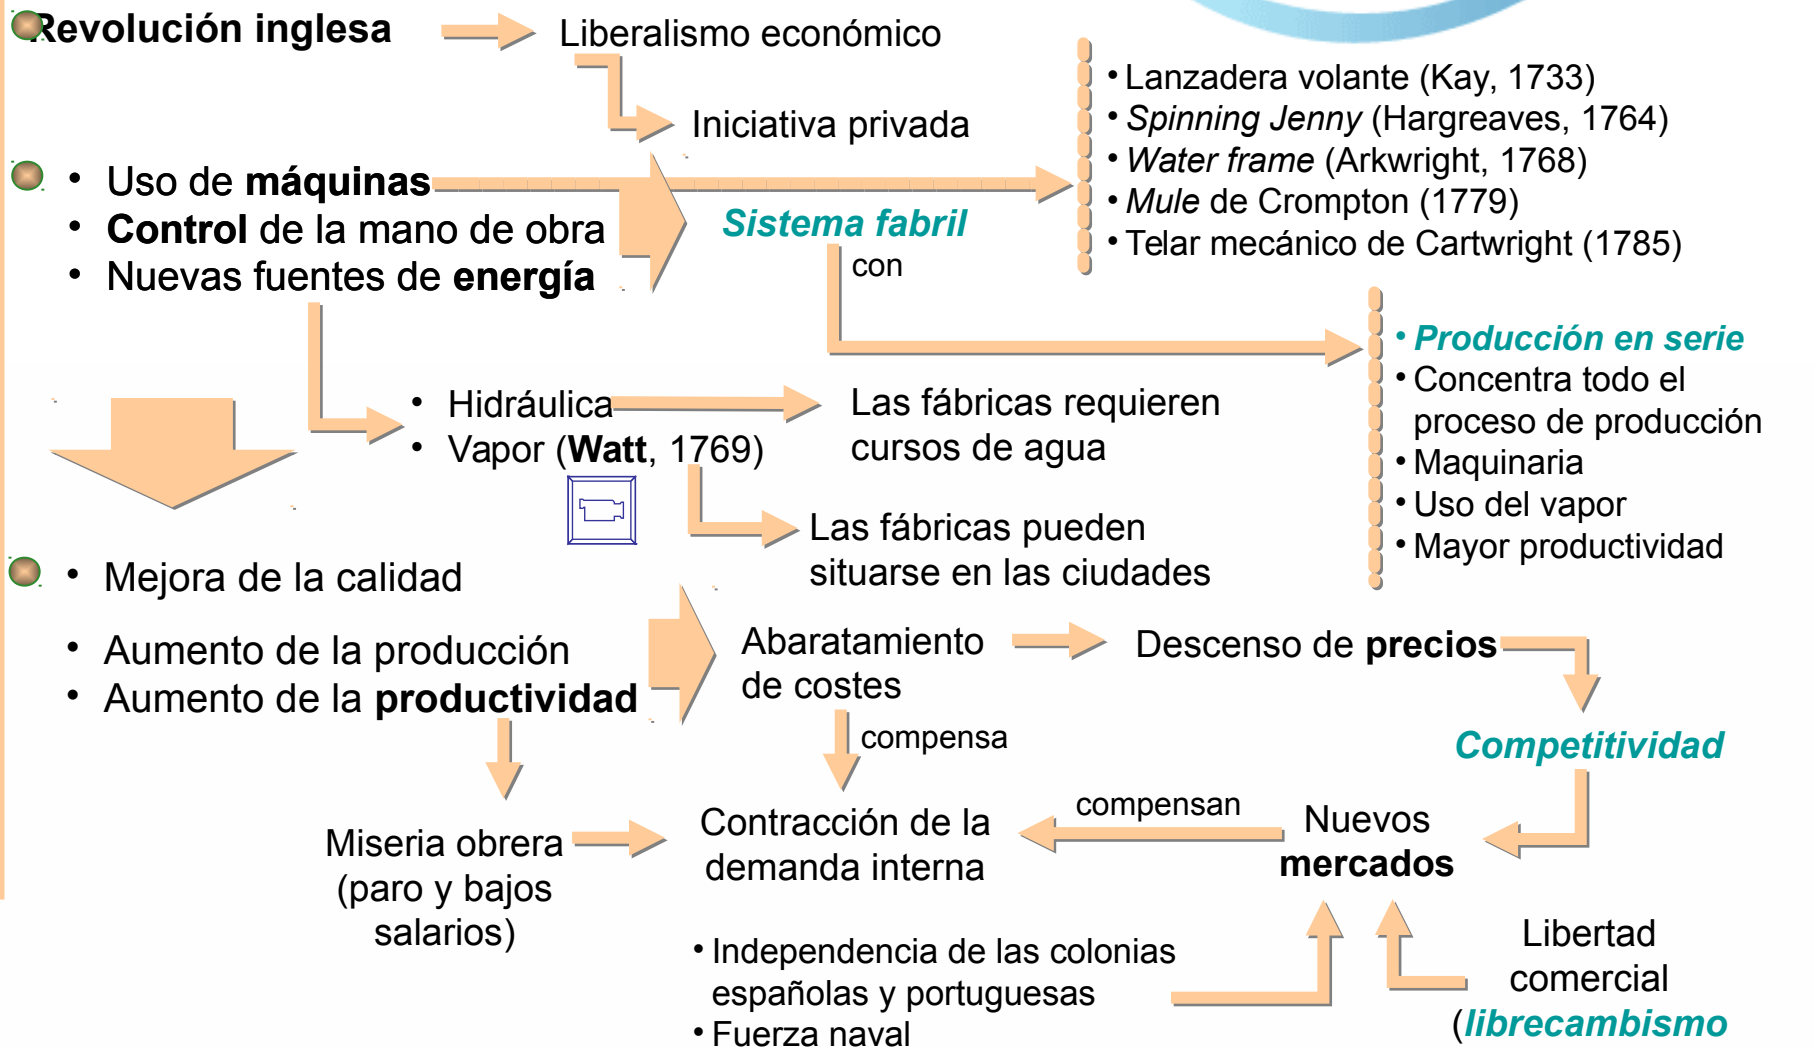 Revolución inglesa
Liberalismo económico
Iniciativa privada
• Lanzadera volante (Kay, 1733)
• Spinning Jenny (Hargreaves, 1764)
• Water frame (Arkwright, 1768)
• Mule de Crompton (1779)
• Telar mecánico de Cartwright (1785)
• Uso de máquinas
• Control de la mano de obra
• Nuevas fuentes de energía
Sistema fabril
con
• Producción en serie
• Concentra todo el
proceso de producción
• Maquinaria
• Uso del vapor
• Mayor productividad
• Hidráulica
• Vapor (Watt, 1769)
Las fábricas requieren
cursos de agua
Las fábricas pueden
situarse en las ciudades
• Mejora de la calidad
• Aumento de la producción
• Aumento de la productividad
Abaratamiento
de costes
Descenso de precios
Competitividad
compensa
Miseria obrera
(paro y bajos
salarios)
Contracción de la
demanda interna
compensan
Nuevos
mercados
• Independencia de las colonias
españolas y portuguesas
• Fuerza naval
Libertad
comercial
(librecambismo